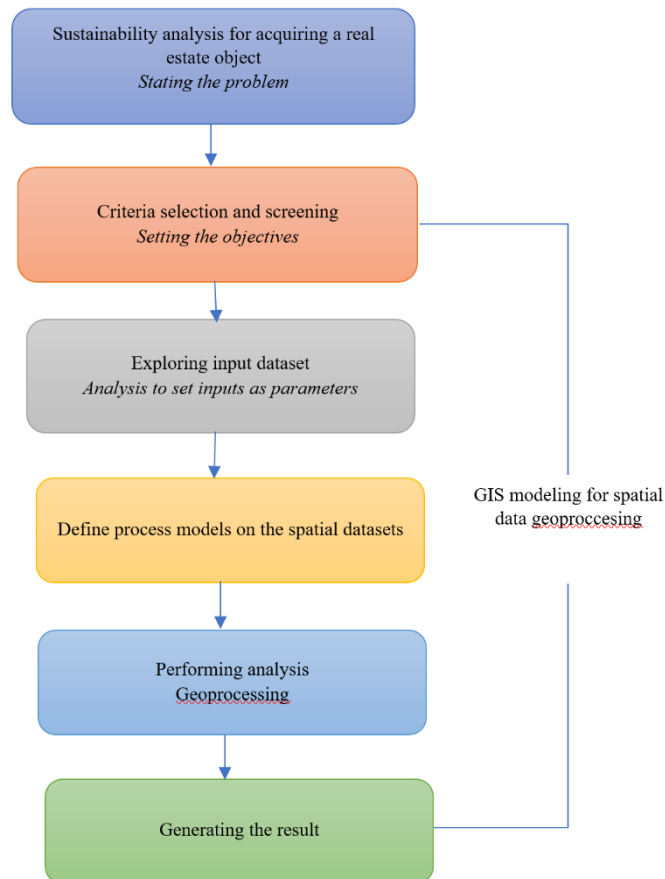 Sustainability analysis for acquiring a real
estate object
Stating the problem
Criteria selection and screening
Setting the objectives
Exploring input dataset
Analysis to set inputs as parameters
Define process models on the spatial datasets
GIS modeling for spatial
data geoproccesing
Performing analysis
Geoprocessing
Generating the result